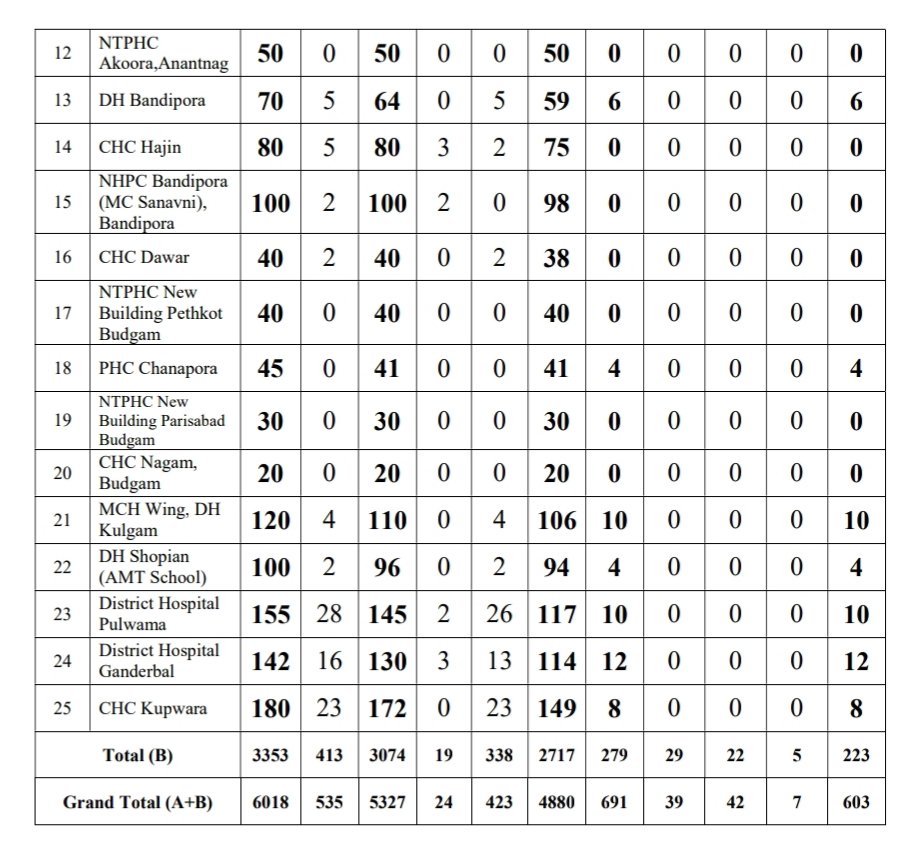 12 NTPHC Akoora,Anantnag 50 0 50 0 0 50 0 0 0 0 0
13 DH Bandipora 70 5 64 0 5 59 6 0 0 0 6
14 CHC Hajin 80 5 80 3 2 75 0 0 0 0 0
15 NHPC Bandipora (MC Sanavni), Bandipora 100 2 100 2 0 98 0 0 0 0 0
16 CHC Dawar 40 2 40 0 2 38 0 0 0 0 0
17 NTPHC New Building Pethkot Budgam 40 0 40 0 0 40 0 0 0 0 0
18 PHC Chanapora 45 0 41 0 0 41 4 0 0 0 4
19 NTPHC New Building Parisabad Budgam 30 0 30 0 0 30 0 0 0 0 0
20 CHC Nagam, Budgam 20 0 20 0 0 20 0 0 0 0 0
21 MCH Wing, DH Kulgam 120 4 110 0 4 106 10 0 0 0 10
22 DH Shopian (AMT School) 100 2 96 0 2 94 4 0 0 0 4
23 District Hospital Pulwama 155 28 145 2 26 117 10 0 0 0 10
24 District Hospital Ganderbal 142 16 130 3 13 114 12 0 0 0 12
25 CHC Kupwara 180 23 172 0 23 149 8 0 0 0 8
Total (B) 3353 413 3074 19 338 2717 279 29 22 5 223
Grand Total (A+B) 6018 535 5327 24 423 4880 691 39 42 7 603